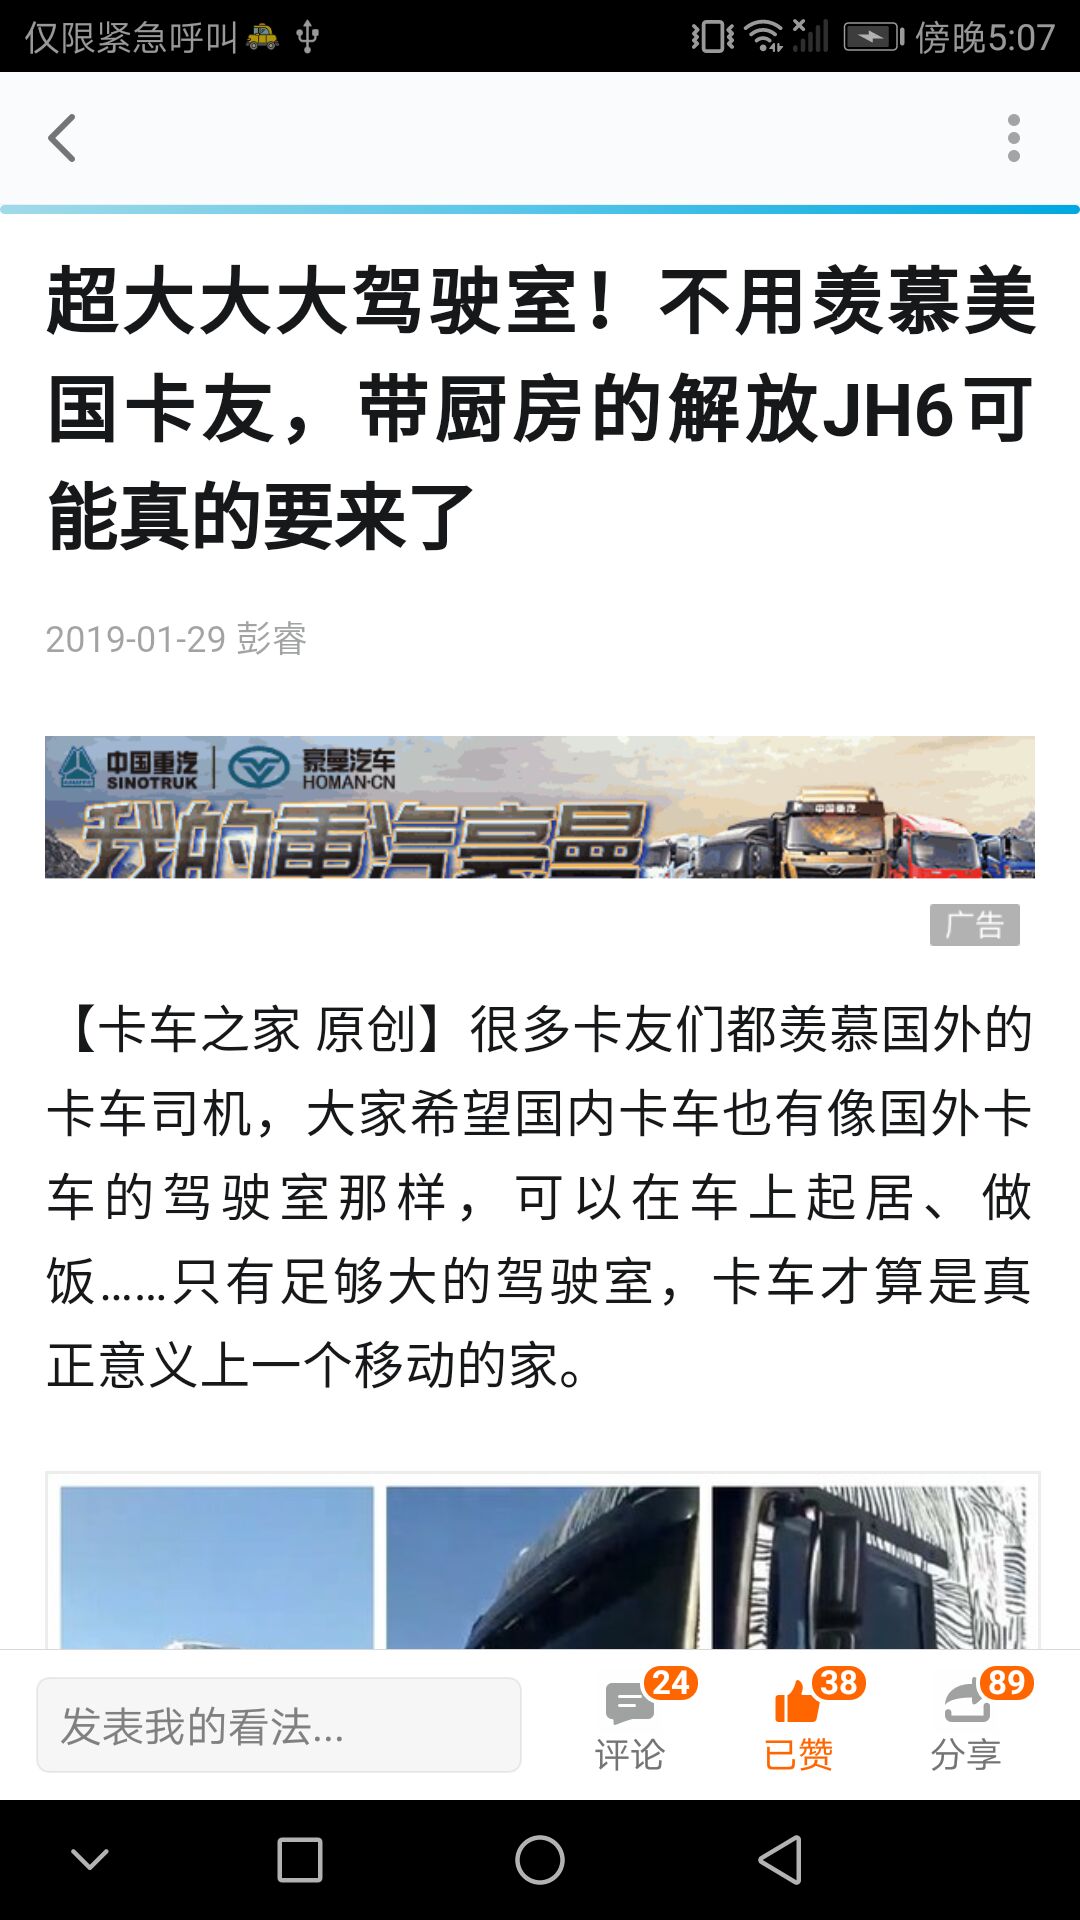 仅限紧急呼叫
傍晚5:07
超大大大驾驶室！不用羡慕美
国卡友，带厨房的解放JH6可
能真的要来了
2019-01-29 彭睿
中国重汽
SINOTRUK
豪曼汽车
HOMAN·CN
我的重汽豪曼
中国重汽
广告
【卡车之家 原创】很多卡友们都羡慕国外的
卡车司机，大家希望国内卡车也有像国外卡
车的驾驶室那样，可以在车上起居、做
饭……只有足够大的驾驶室，卡车才算是真
正意义上一个移动的家。
发表我的看法...
24
评论
38
已赞
89
分享